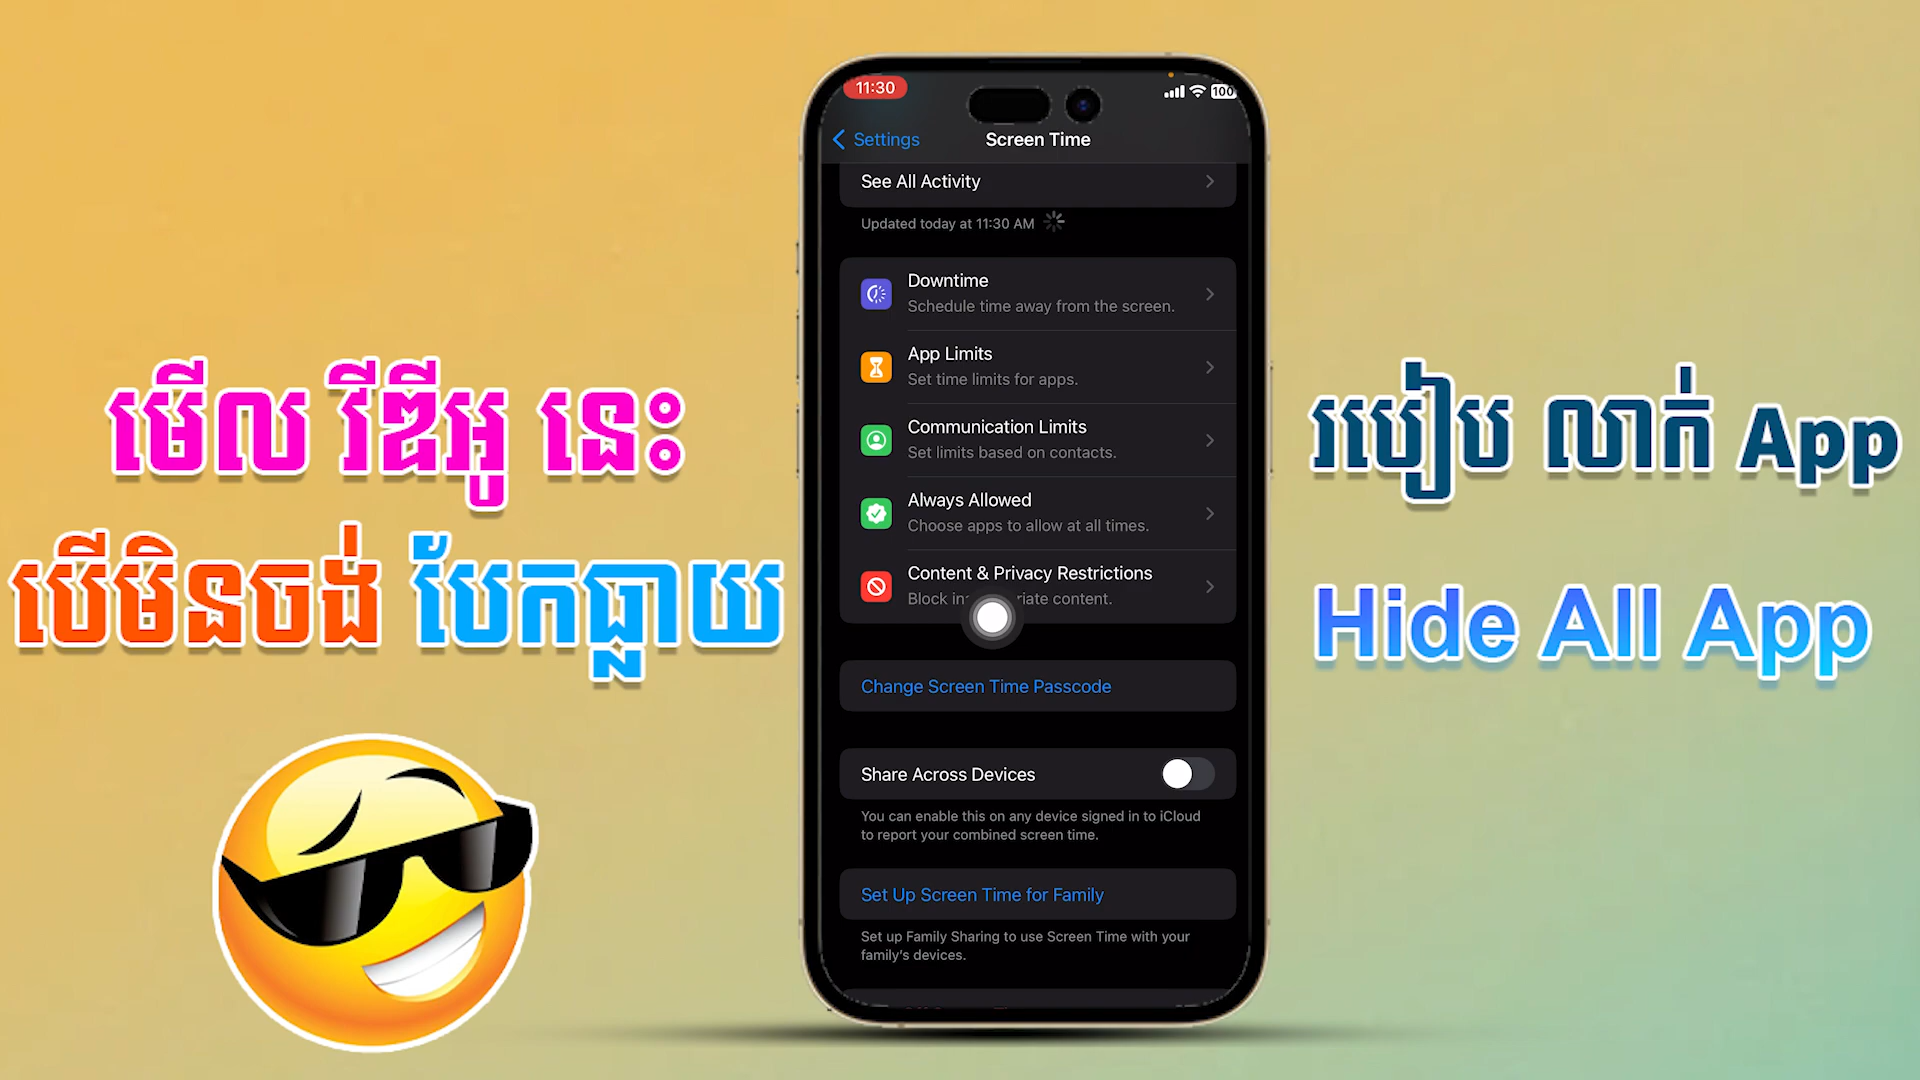 មើល វីឌីអូ នេះ
បើមិនចង់ បែកធ្លាយ
11:30
100
Settings
Screen Time
See All Activity
Updated today at 11:30 AM
Downtime
Schedule time away from the screen.
App Limits
Set time limits for apps.
Communication Limits
Set limits based on contacts.
Always Allowed
Choose apps to allow at all times.
Content & Privacy Restrictions
Block content.
Change Screen Time Passcode
Share Across Devices
You can enable this on any device signed in to iCloud
to report your combined screen time.
Set Up Screen Time for Family
Set up Family Sharing to use Screen Time with your
family's devices.
របៀប លាក់ App
Hide All App